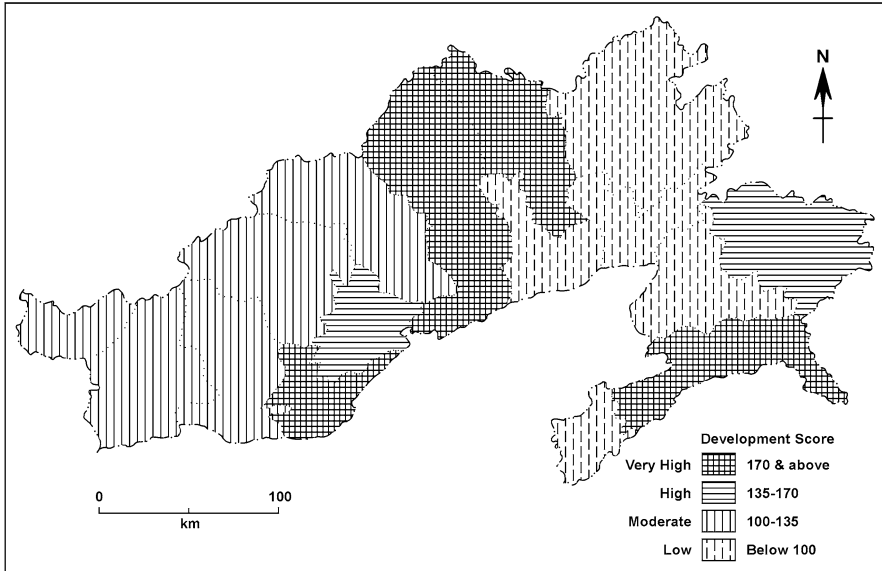 N
Development Score
Very High 170 & above
High 135-170
Moderate 100-135
Low Below 100
0 100
km